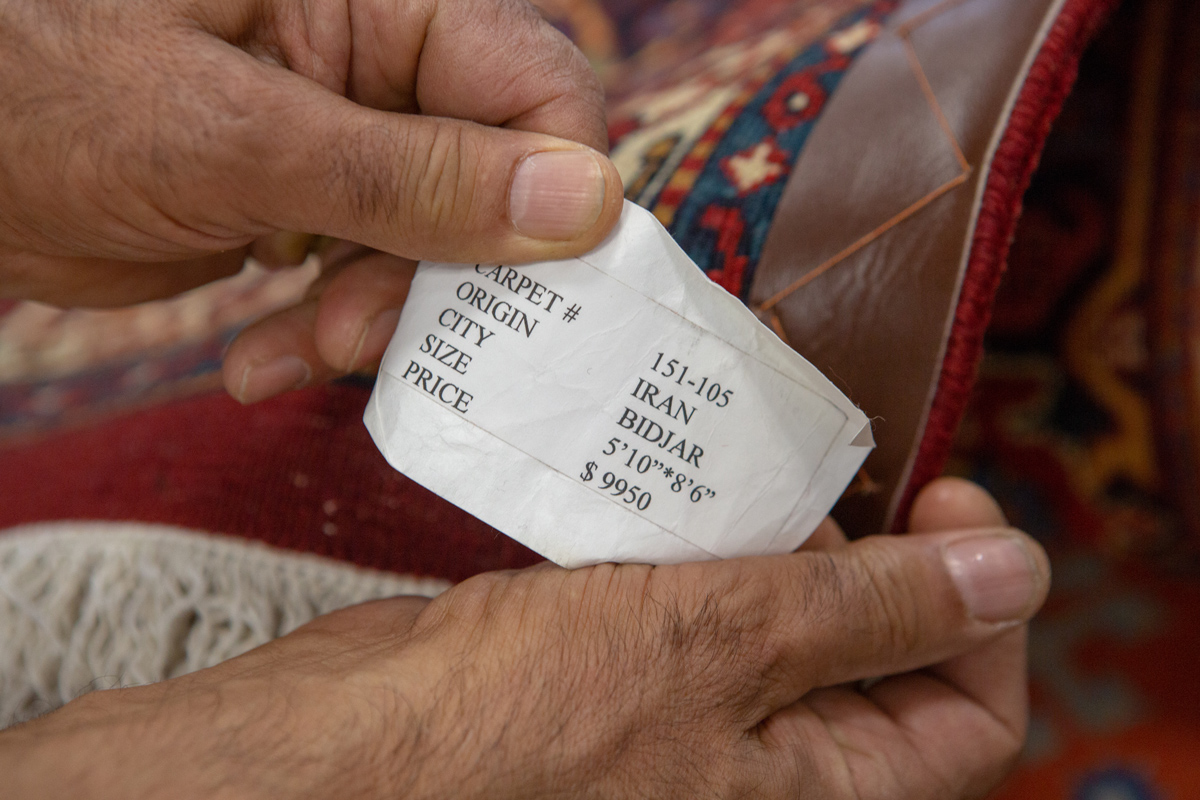 CARPET # 151-105
ORIGIN IRAN
CITY BIDJAR
SIZE 5’10”*8’6”
PRICE $ 9950